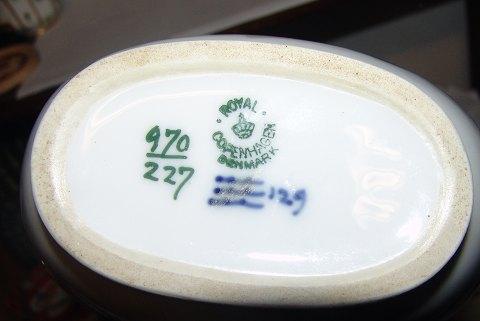 ROYAL
COPENHAGEN
DENMARK
970
227
129